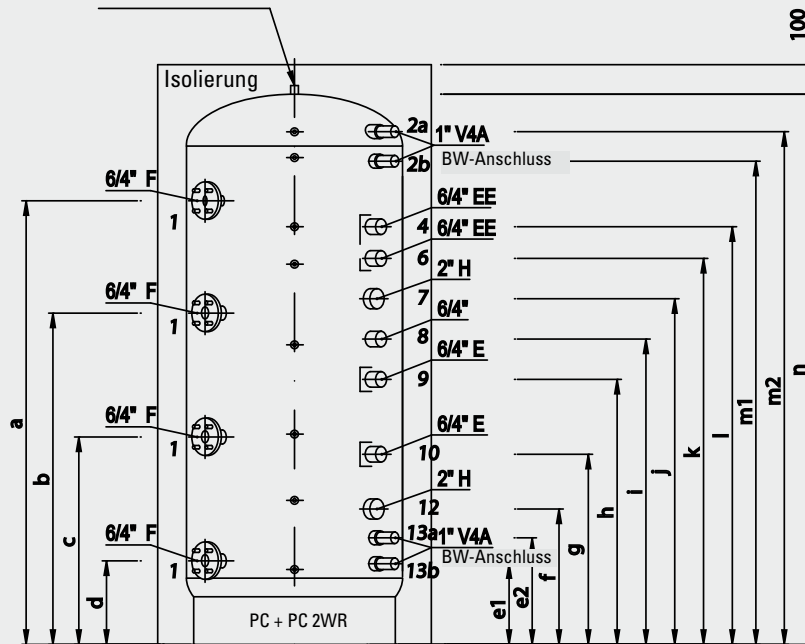 100
Isolierung
2a
1" V4A
2b
BW-Anschluss
6/4" F
1
6/4" EE
4
6/4" EE
6
2" H
7
6/4" F
1
6/4"
8
6/4" E
9
6/4" F
1
6/4" E
10
2" H
12
13a
1" V4A
6/4" F
1
13b
BW-Anschluss
PC + PC 2WR
a
b
c
d
e1
e2
f
g
h
i
j
k
l
m1
m2
n